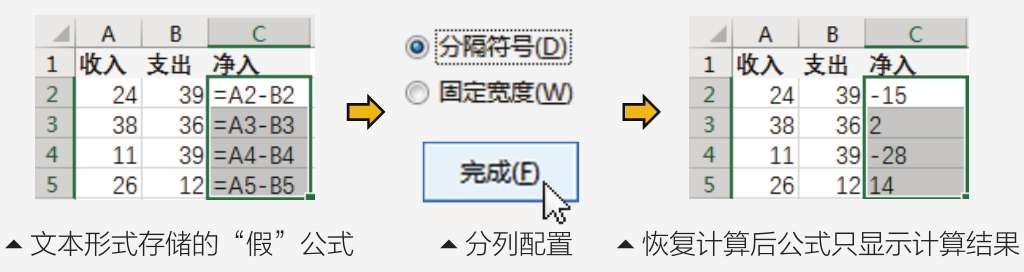 A B C
1 收入 支出 净入
2 24 39 =A2-B2
3 38 36 =A3-B3
4 11 39 =A4-B4
5 26 12 =A5-B5
▲文本形式存储的“假”公式
分隔符号(D)
固定宽度(W)
完成(F)
▲分列配置
A B C
1 收入 支出 净入
2 24 39 -15
3 38 36 2
4 11 39 -28
5 26 12 14
▲恢复计算后公式只显示计算结果